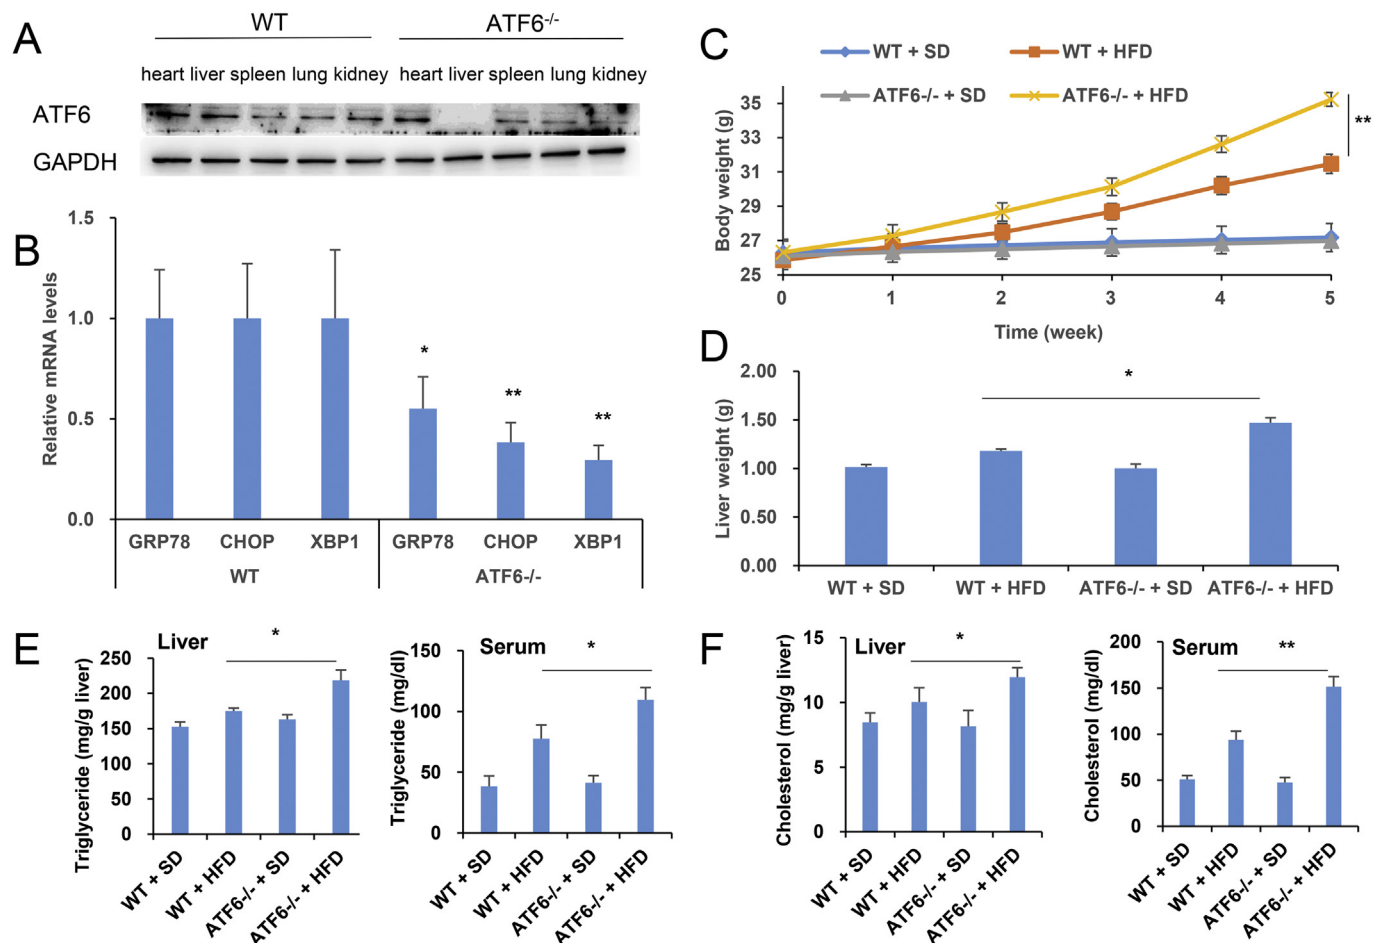 A
WT
ATF6-/-
heart liver spleen lung kidney
heart liver spleen lung kidney
ATF6
GAPDH
B
Relative mRNA levels
1.5
1.0
0.5
0.0
*
**
**
GRP78
CHOP
XBP1
GRP78
CHOP
XBP1
WT
ATF6-/-
C
WT + SD
WT + HFD
ATF6-/- + SD
ATF6-/- + HFD
Body weight (g)
35
33
31
29
27
25
**
0
1
2
3
4
5
Time (week)
D
Liver weight (g)
2.00
1.50
1.00
0.50
0.00
*
WT + SD
WT + HFD
ATF6-/- + SD
ATF6-/- + HFD
E
Liver
*
Triglyceride (mg/g liver)
250
200
150
100
50
0
WT + SD
WT + HFD
ATF6-/- + SD
ATF6-/- + HFD
Serum
*
Triglyceride (mg/dl)
150
100
50
0
WT + SD
WT + HFD
ATF6-/- + SD
ATF6-/- + HFD
F
Liver
*
Cholesterol (mg/g liver)
15
10
5
0
WT + SD
WT + HFD
ATF6-/- + SD
ATF6-/- + HFD
Serum
**
Cholesterol (mg/dl)
200
150
100
50
0
WT + SD
WT + HFD
ATF6-/- + SD
ATF6-/- + HFD